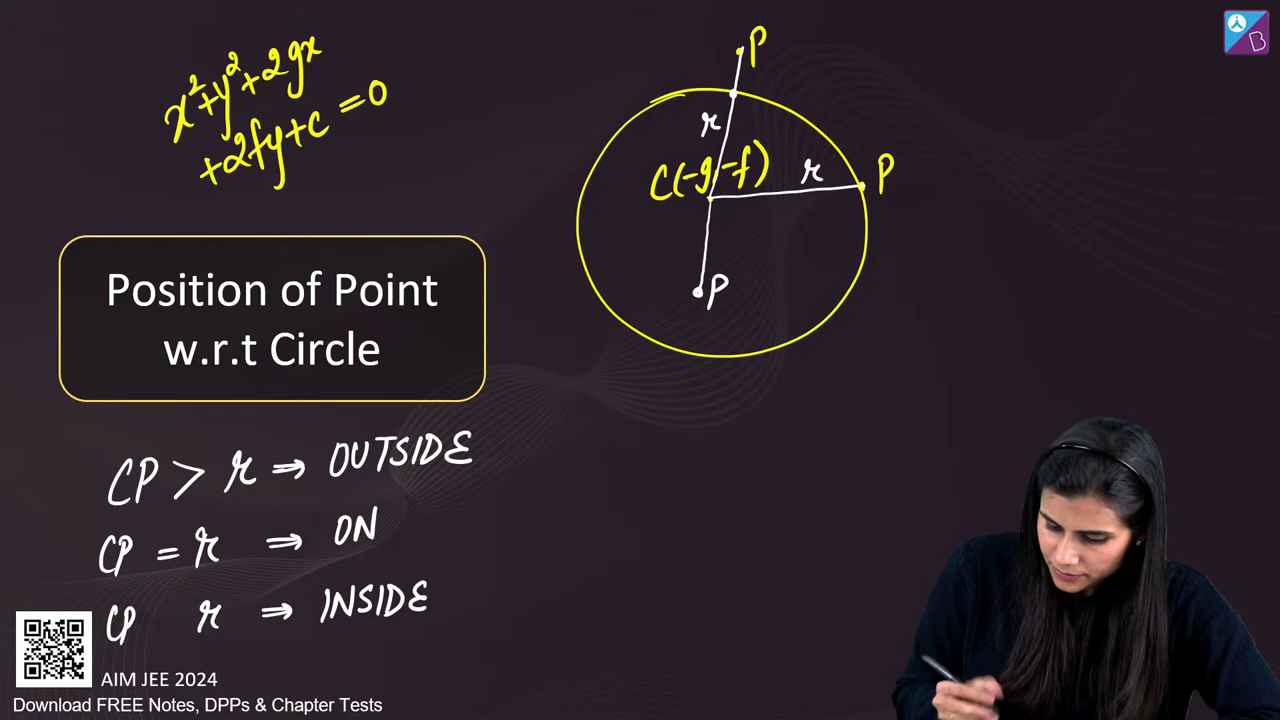 x²+y²+2gx
+2fy+c =0
P
r
C(-g,-f)
r
P
P
Position of Point
w.r.t Circle
CP > r ⇒ OUTSIDE
CP = r ⇒ ON
CP r ⇒ INSIDE
AIM JEE 2024
Download FREE Notes, DPPs & Chapter Tests
B